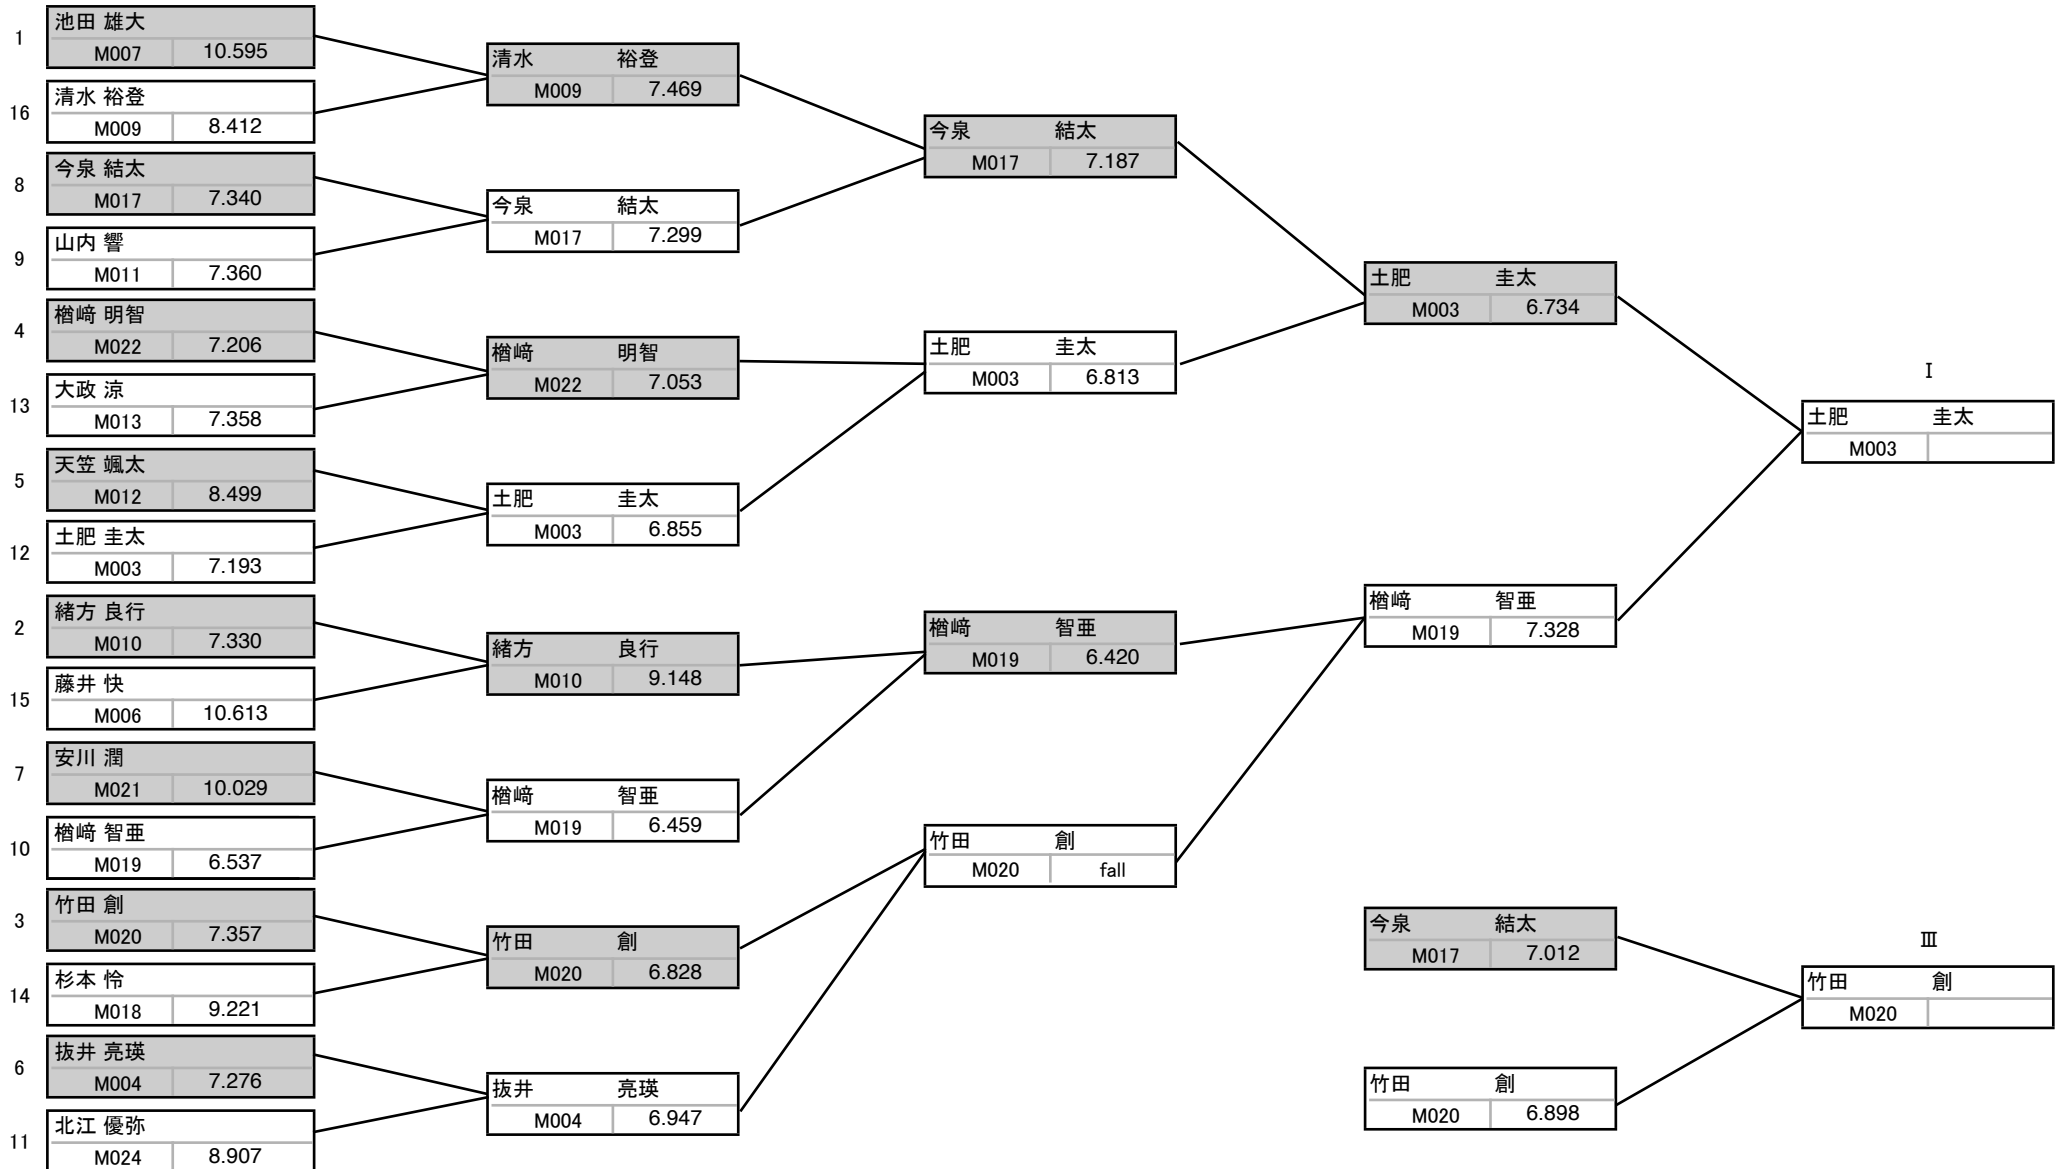 1
池田 雄大
M007 10.595
16
清水 裕登
M009 8.412
8
今泉 結太
M017 7.340
9
山内 響
M011 7.360
4
楢﨑 明智
M022 7.206
13
大政 涼
M013 7.358
5
天笠 颯太
M012 8.499
12
土肥 圭太
M003 7.193
2
緒方 良行
M010 7.330
15
藤井 快
M006 10.613
7
安川 潤
M021 10.029
10
楢﨑 智亜
M019 6.537
3
竹田 創
M020 7.357
14
杉本 怜
M018 9.221
6
抜井 亮瑛
M004 7.276
11
北江 優弥
M024 8.907
清水 裕登
M009 7.469
今泉 結太
M017 7.299
楢﨑 明智
M022 7.053
土肥 圭太
M003 6.855
緒方 良行
M010 9.148
楢﨑 智亜
M019 6.459
竹田 創
M020 6.828
抜井 亮瑛
M004 6.947
今泉 結太
M017 7.187
土肥 圭太
M003 6.813
楢﨑 智亜
M019 6.420
竹田 創
M020 fall
土肥 圭太
M003 6.734
楢﨑 智亜
M019 7.328
今泉 結太
M017 7.012
竹田 創
M020 6.898
Ⅰ
土肥 圭太
M003
Ⅲ
竹田 創
M020